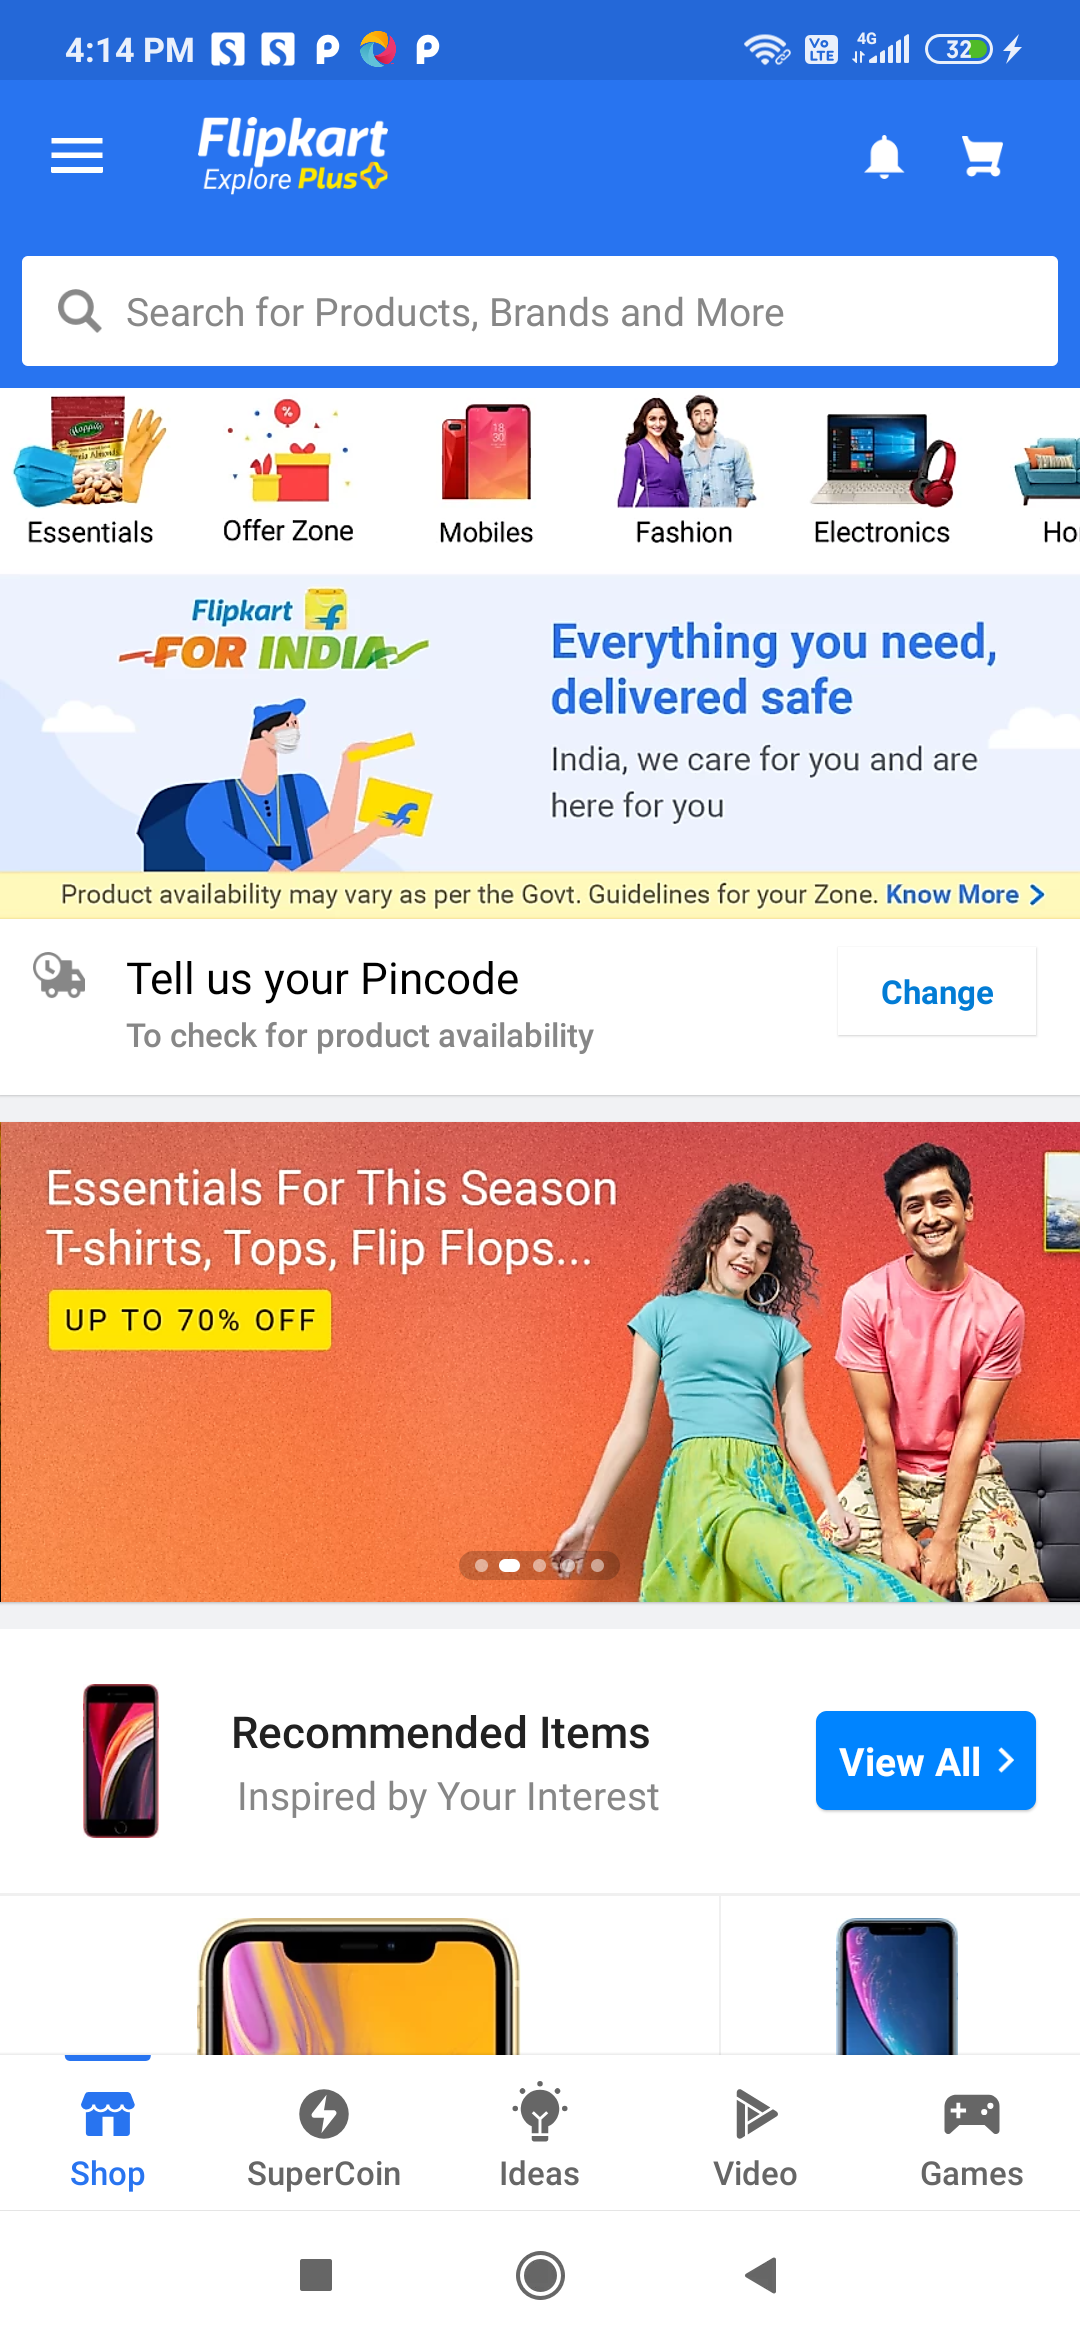 4:14 PM
Vo LTE
4G
32
Flipkart
Explore Plus
Search for Products, Brands and More
Essentials
Offer Zone
Mobiles
Fashion
Electronics
Ho
Flipkart
FOR INDIA
Everything you need,
delivered safe
India, we care for you and are
here for you
Product availability may vary as per the Govt. Guidelines for your Zone. Know More
Tell us your Pincode
To check for product availability
Change
Essentials For This Season
T-shirts, Tops, Flip Flops...
UP TO 70% OFF
Recommended Items
Inspired by Your Interest
View All
Shop
SuperCoin
Ideas
Video
Games